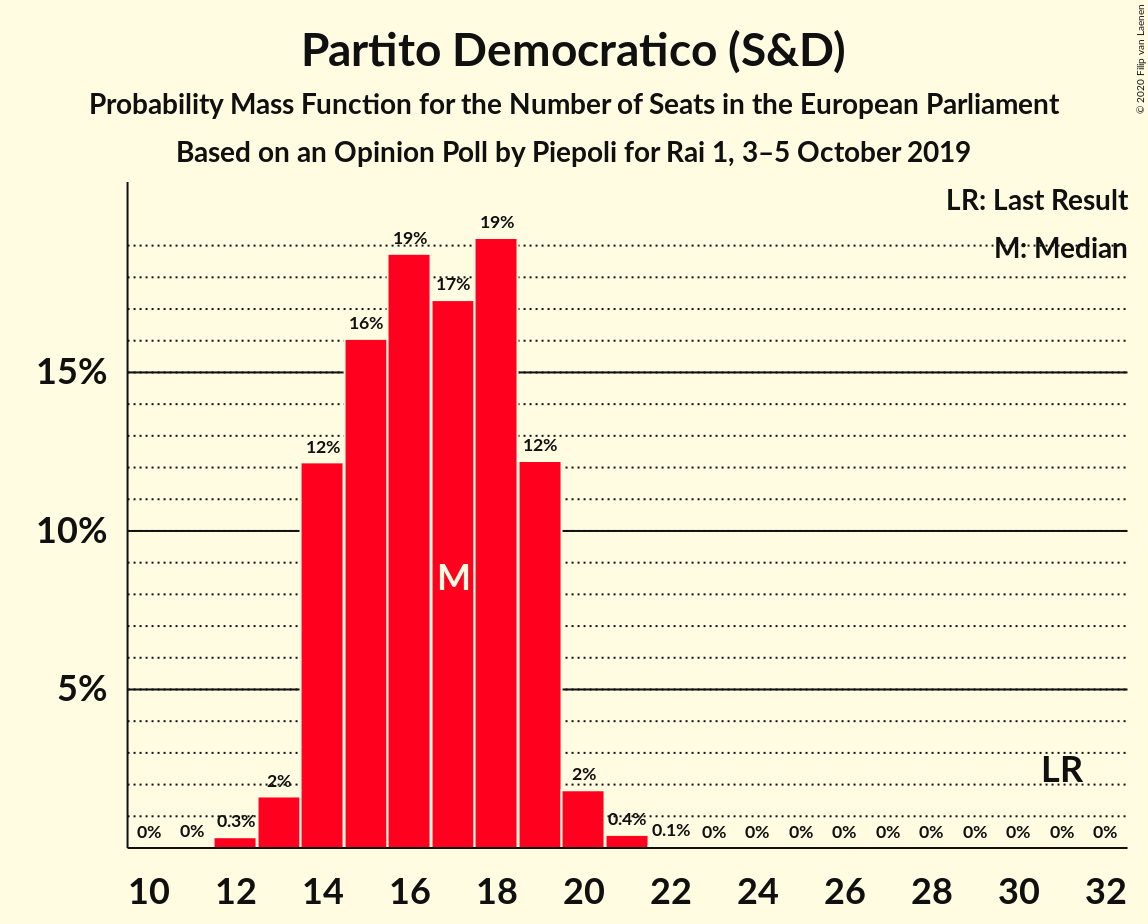 Partito Democratico (S&D)
Probability Mass Function for the Number of Seats in the European Parliament
Based on an Opinion Poll by Piepoli for Rai 1, 3–5 October 2019
© 2020 Filip van Laenen
LR: Last Result
M: Median
15%
10%
5%
0%
0%
0.3%
2%
12%
16%
19%
17%
19%
12%
2%
0.4%
0.1%
0%
0%
0%
0%
0%
0%
0%
0%
0%
0%
M
LR
10 12 14 16 18 20 22 24 26 28 30 32